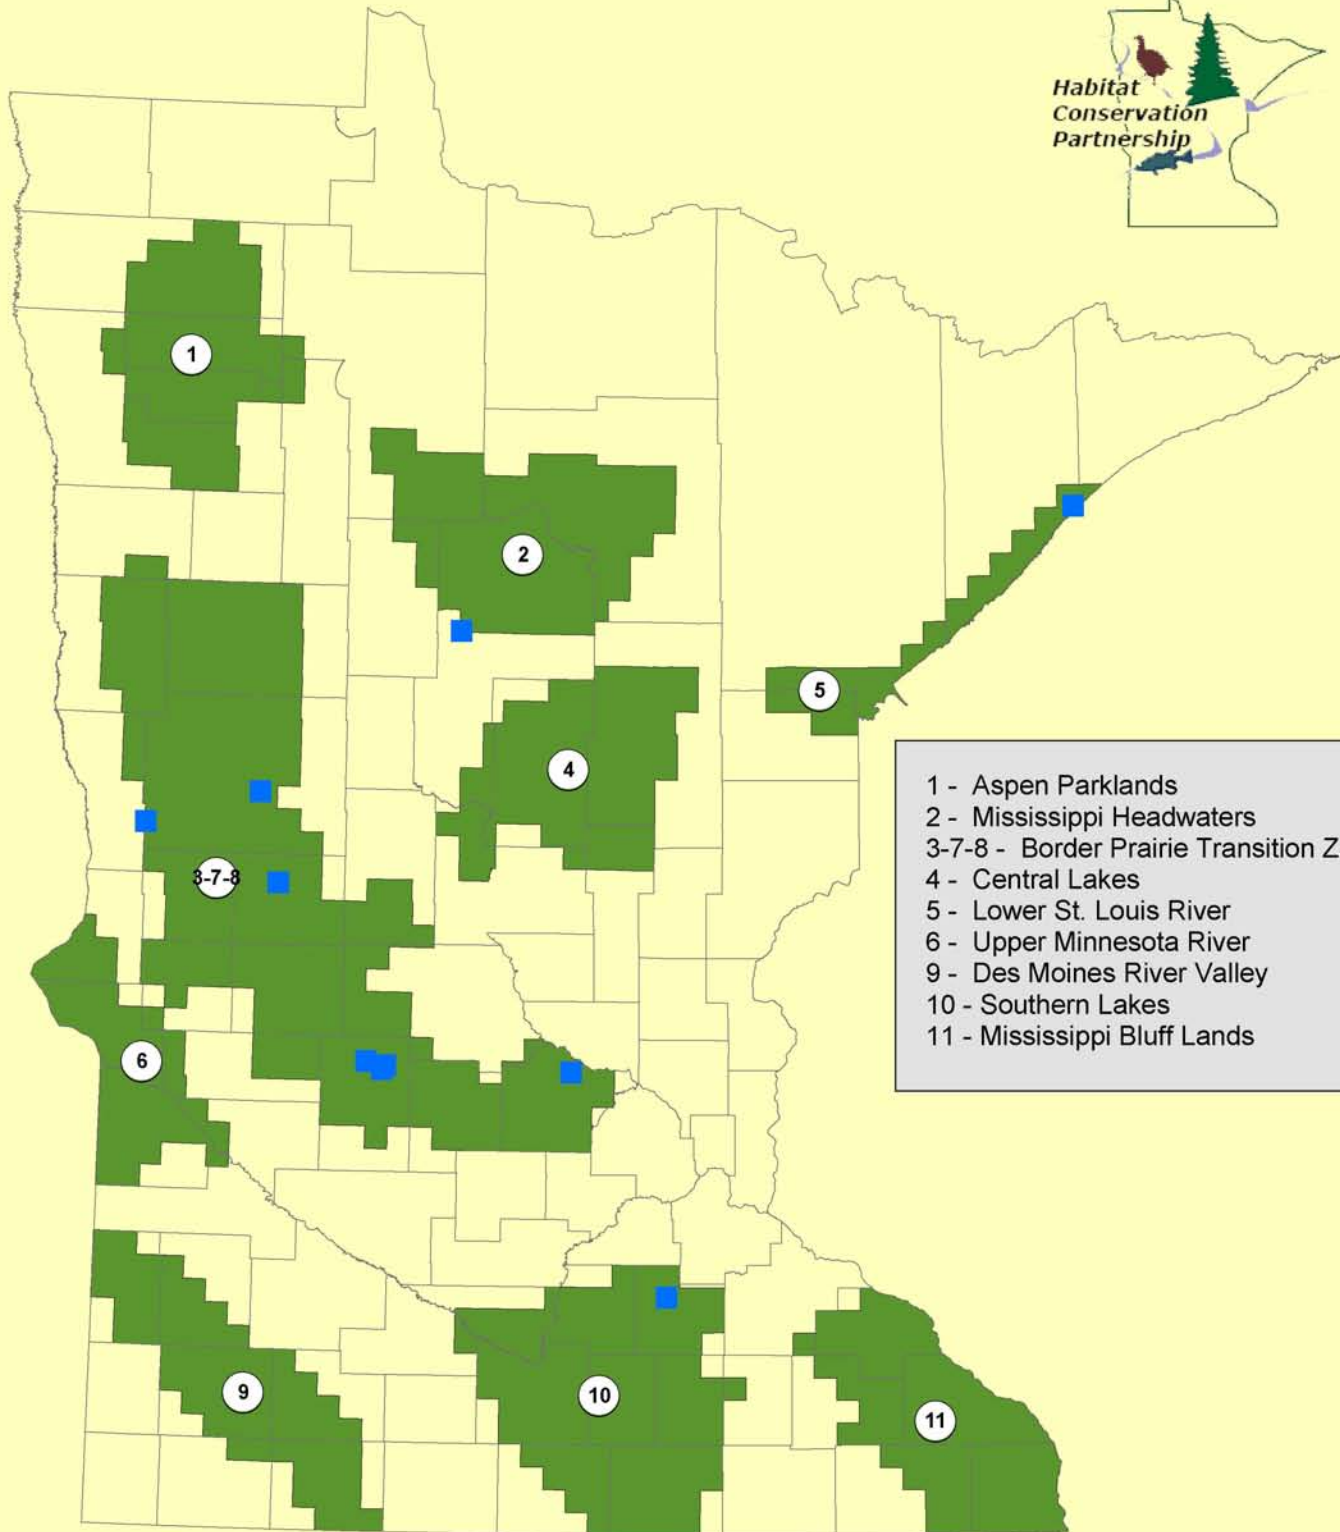 Habitat
Conservation
Partnership
1
2
3-7-8
4
5
6
9
10
11
1 - Aspen Parklands
2 - Mississippi Headwaters
3-7-8 - Border Prairie Transition Z
4 - Central Lakes
5 - Lower St. Louis River
6 - Upper Minnesota River
9 - Des Moines River Valley
10 - Southern Lakes
11 - Mississippi Bluff Lands